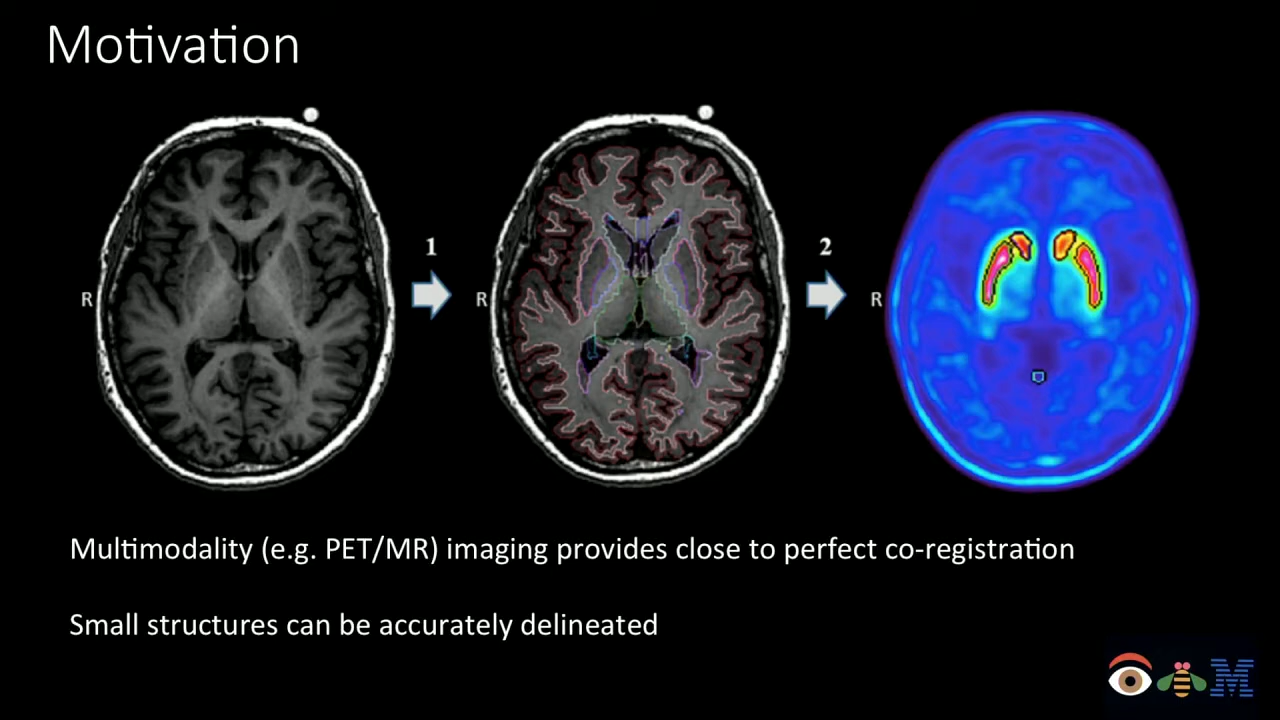 Motivation
1
2
R
R
R
Multimodality (e.g. PET/MR) imaging provides close to perfect co-registration
Small structures can be accurately delineated
M